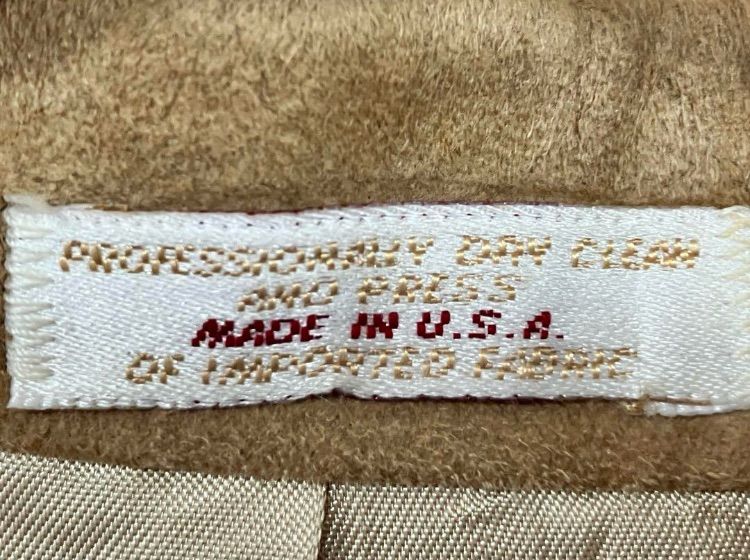 PROFESSIONALLY DRY CLEAN
AND PRESS
MADE IN U.S.A.
OF IMPORTED FABRIC